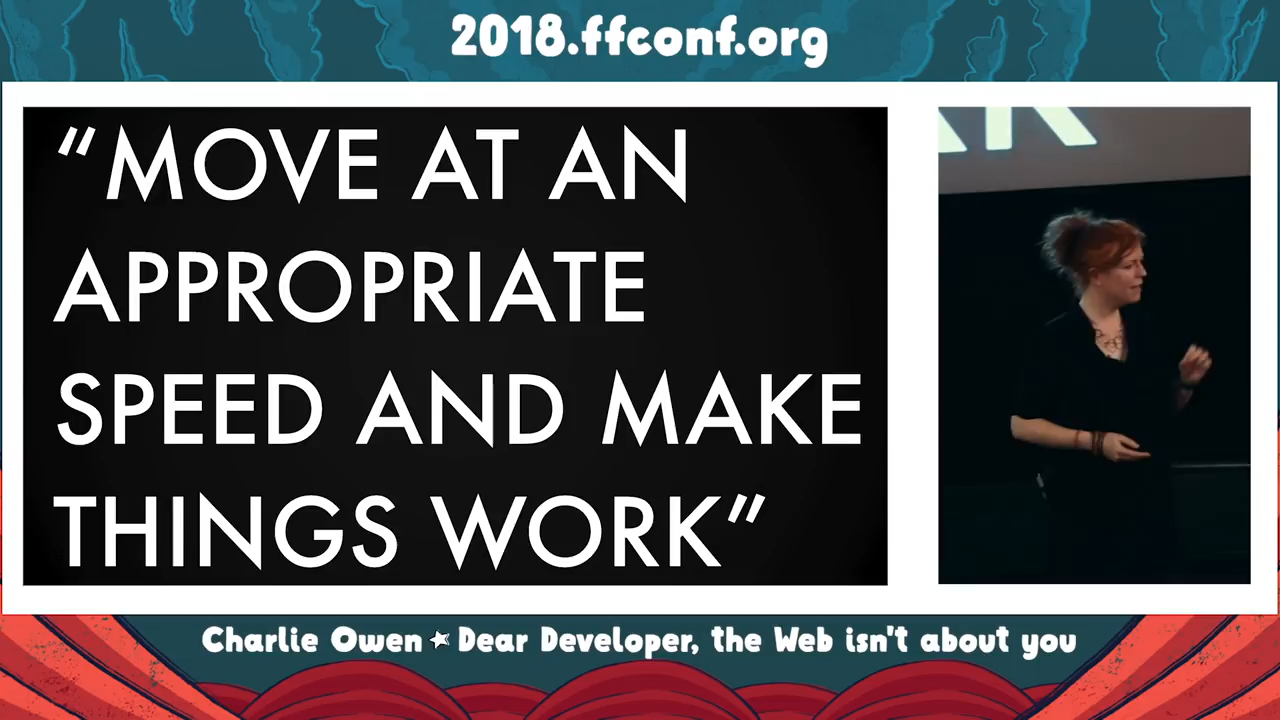 2018.ffconf.org
“MOVE AT AN
APPROPRIATE
SPEED AND MAKE
THINGS WORK”
Charlie Owen ★ Dear Developer, the Web isn't about you